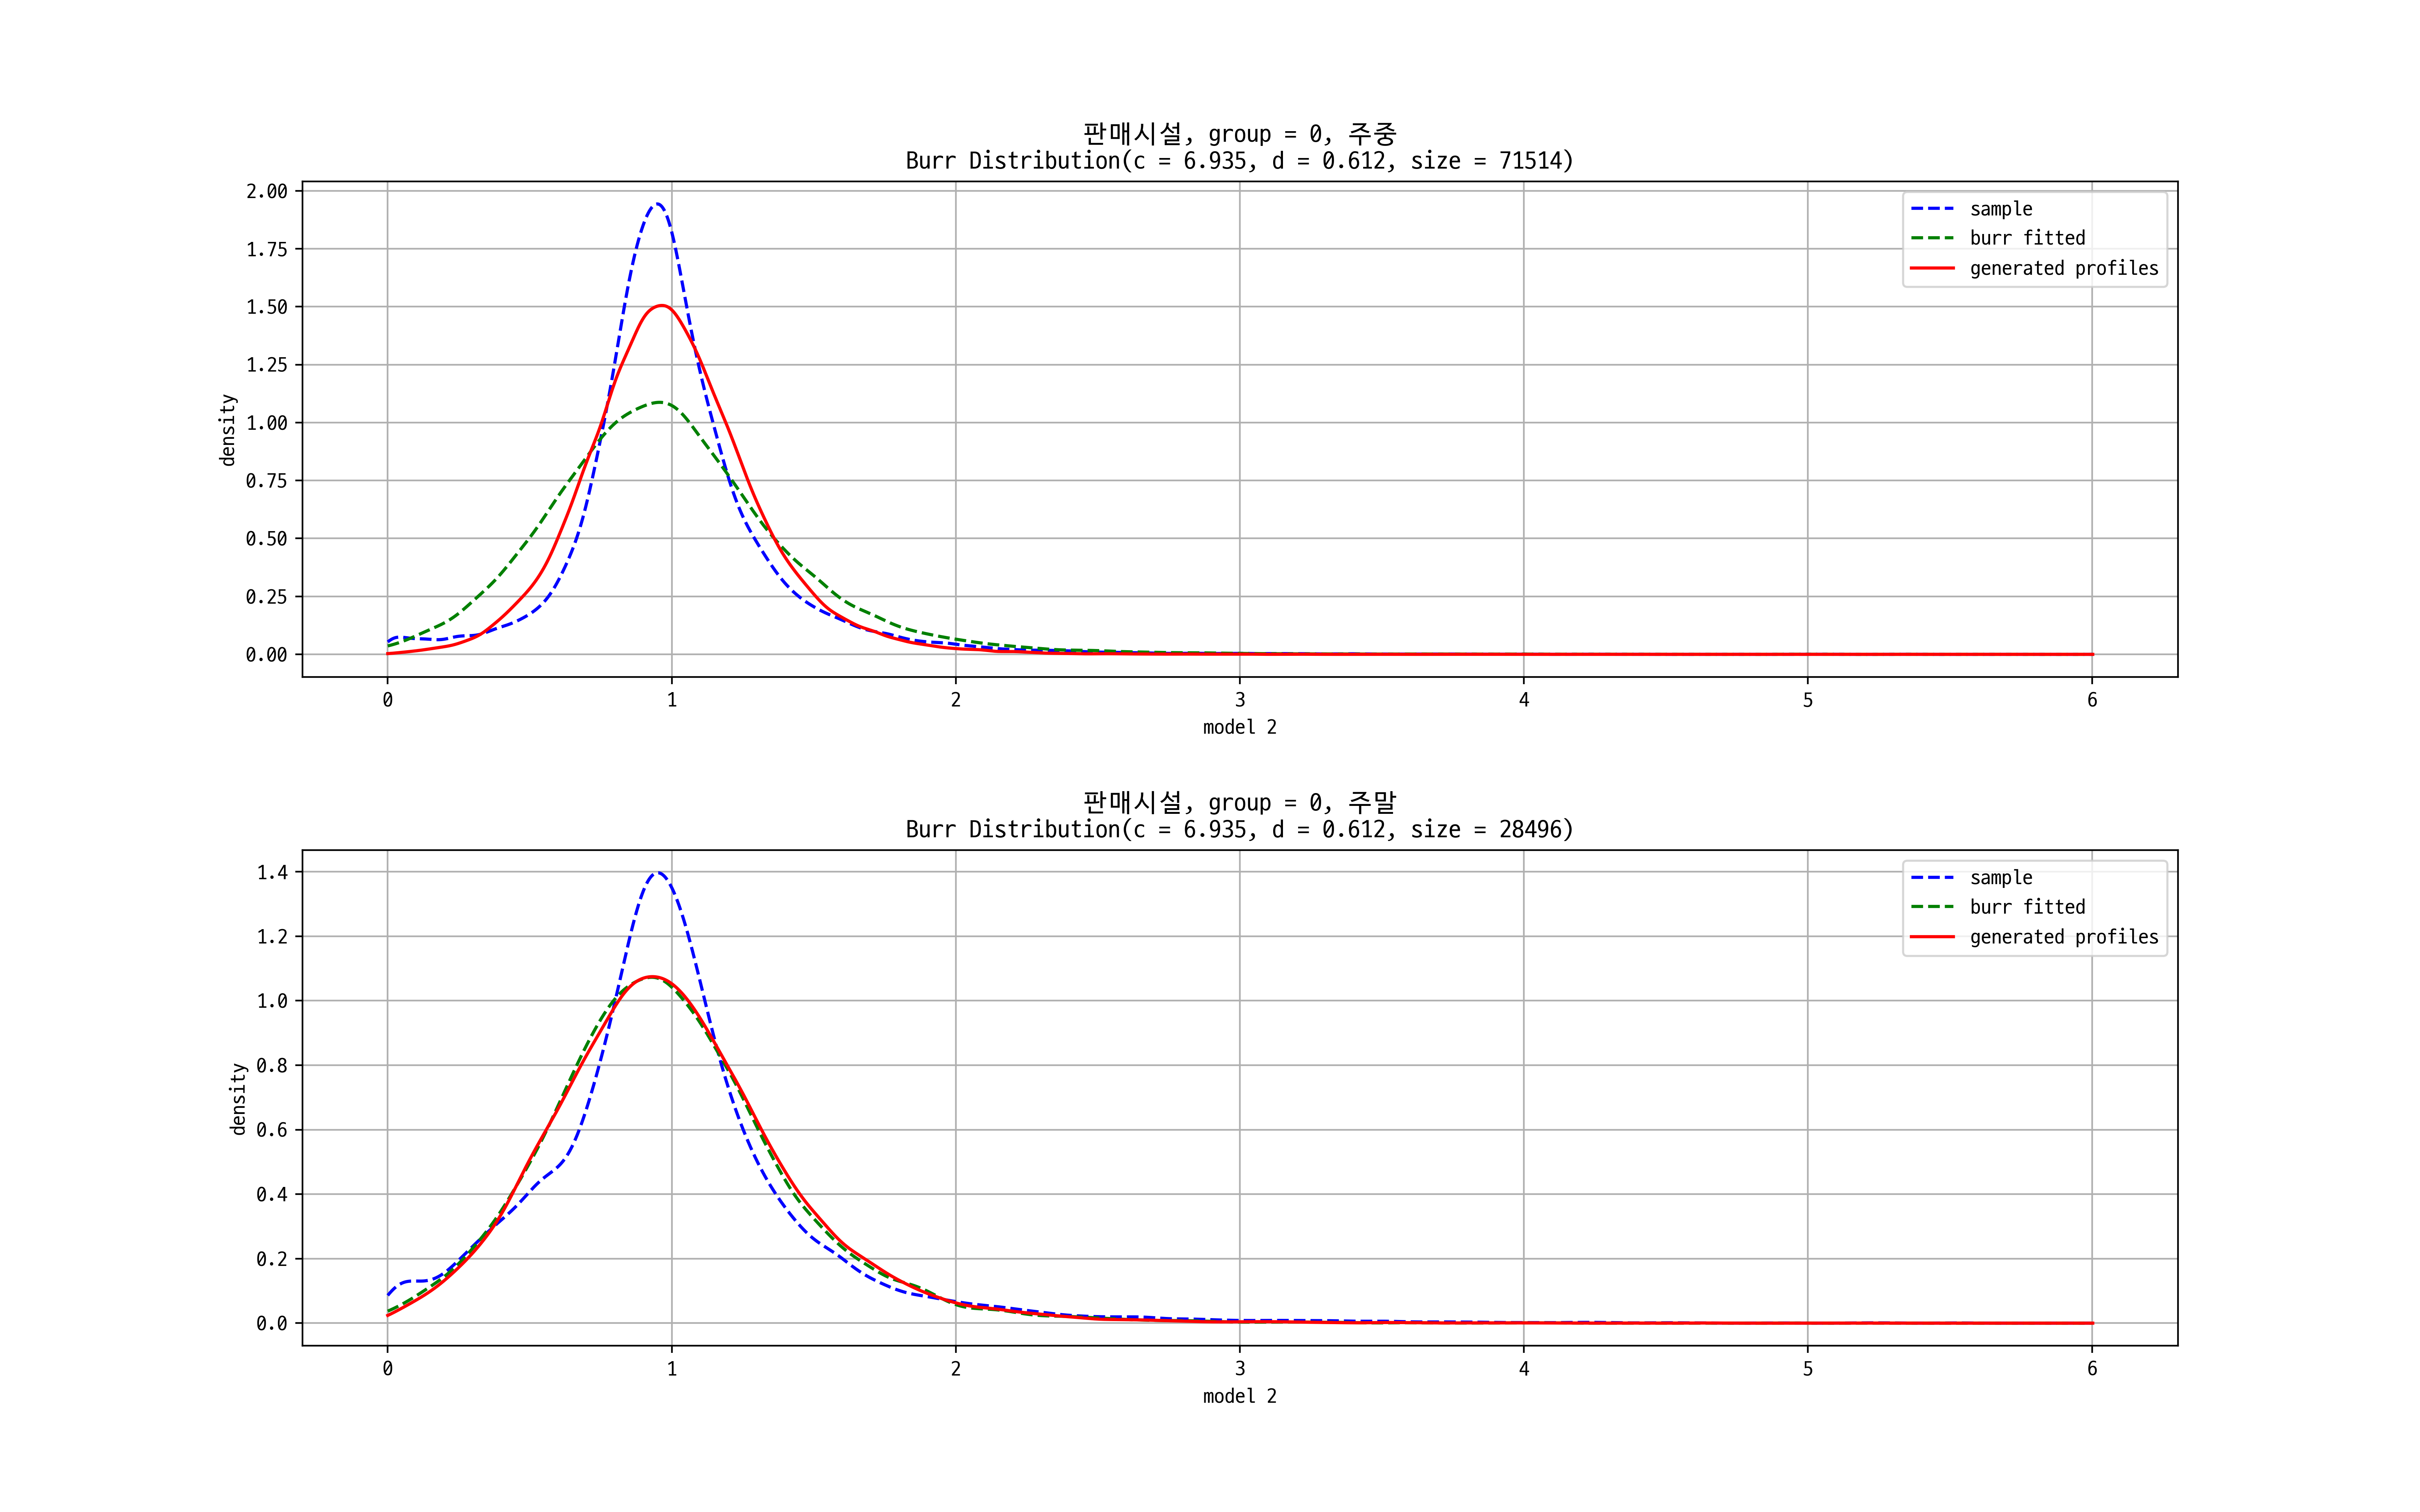 판매시설, group = 0, 주중
Burr Distribution(c = 6.935, d = 0.612, size = 71514)
2.00
1.75
1.50
1.25
1.00
0.75
0.50
0.25
0.00
density
sample
burr fitted
generated profiles
0 1 2 3 4 5 6
model 2
판매시설, group = 0, 주말
Burr Distribution(c = 6.935, d = 0.612, size = 28496)
1.4
1.2
1.0
0.8
0.6
0.4
0.2
0.0
density
sample
burr fitted
generated profiles
0 1 2 3 4 5 6
model 2